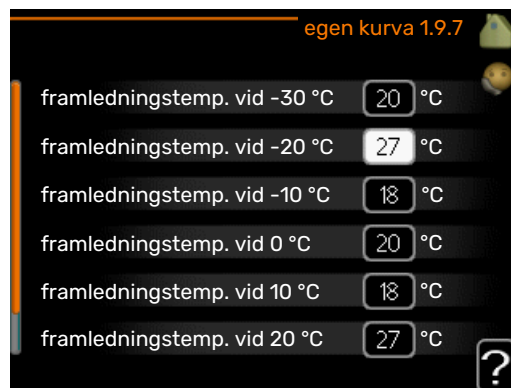 egen kurva 1.9.7
framledningstemp. vid -30 °C 20 °C
framledningstemp. vid -20 °C 27 °C
framledningstemp. vid -10 °C 18 °C
framledningstemp. vid 0 °C 20 °C
framledningstemp. vid 10 °C 18 °C
framledningstemp. vid 20 °C 27 °C
?